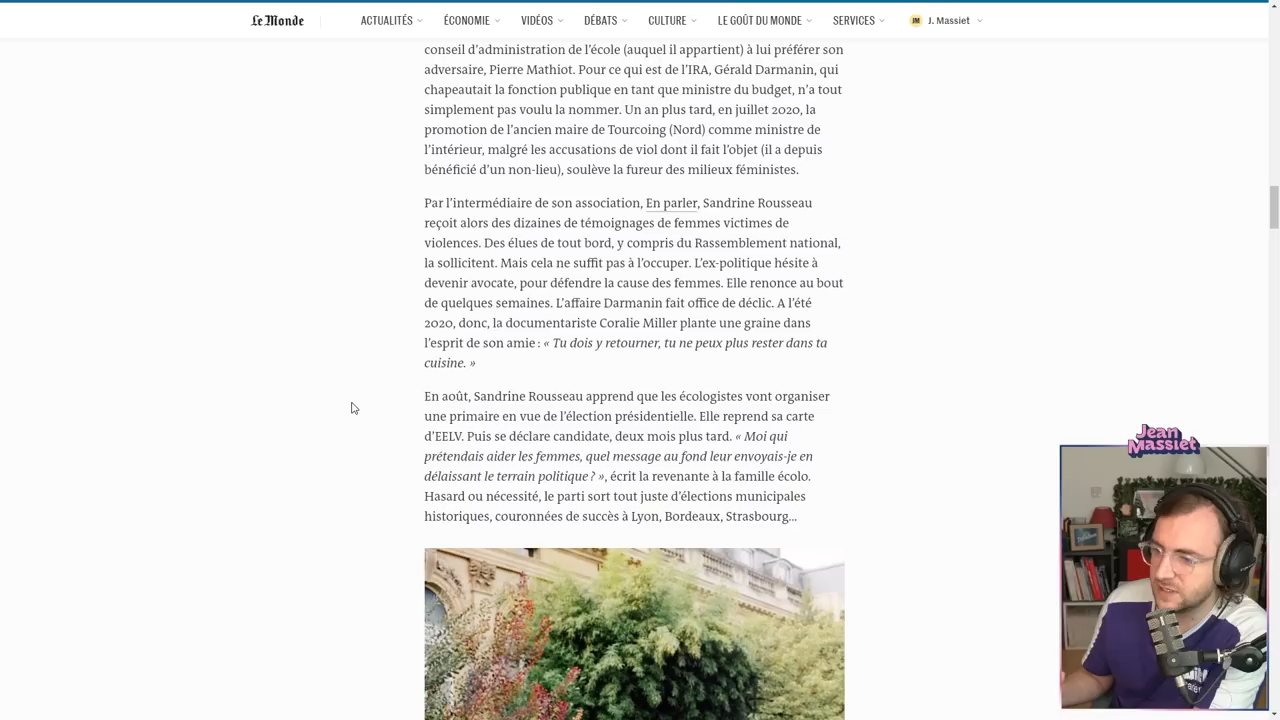 Le Monde
ACTUALITÉS
ÉCONOMIE
VIDÉOS
DÉBATS
CULTURE
LE GOÛT DU MONDE
SERVICES
JM
J. Massiet
conseil d’administration de l’école (auquel il appartient) à lui préférer son
adversaire, Pierre Mathiot. Pour ce qui est de l’IRA, Gérald Darmanin, qui
chapeautait la fonction publique en tant que ministre du budget, n’a tout
simplement pas voulu la nommer. Un an plus tard, en juillet 2020, la
promotion de l’ancien maire de Tourcoing (Nord) comme ministre de
l’intérieur, malgré les accusations de viol dont il fait l’objet (il a depuis
bénéficié d’un non-lieu), soulève la fureur des milieux féministes.
Par l’intermédiaire de son association, En parler, Sandrine Rousseau
reçoit alors des dizaines de témoignages de femmes victimes de
violences. Des élues de tout bord, y compris du Rassemblement national,
la sollicitent. Mais cela ne suffit pas à l’occuper. L’ex-politique hésite à
devenir avocate, pour défendre la cause des femmes. Elle renonce au bout
de quelques semaines. L’affaire Darmanin fait office de déclic. A l’été
2020, donc, la documentariste Coralie Miller plante une graine dans
l’esprit de son amie : « Tu dois y retourner, tu ne peux plus rester dans ta
cuisine. »
En août, Sandrine Rousseau apprend que les écologistes vont organiser
une primaire en vue de l’élection présidentielle. Elle reprend sa carte
d’EELV. Puis se déclare candidate, deux mois plus tard. « Moi qui
prétendais aider les femmes, quel message au fond leur envoyais-je en
délaissant le terrain politique ? », écrit la revenante à la famille écolo.
Hasard ou nécessité, le parti sort tout juste d’élections municipales
historiques, couronnées de succès à Lyon, Bordeaux, Strasbourg…
Jean
Massiet